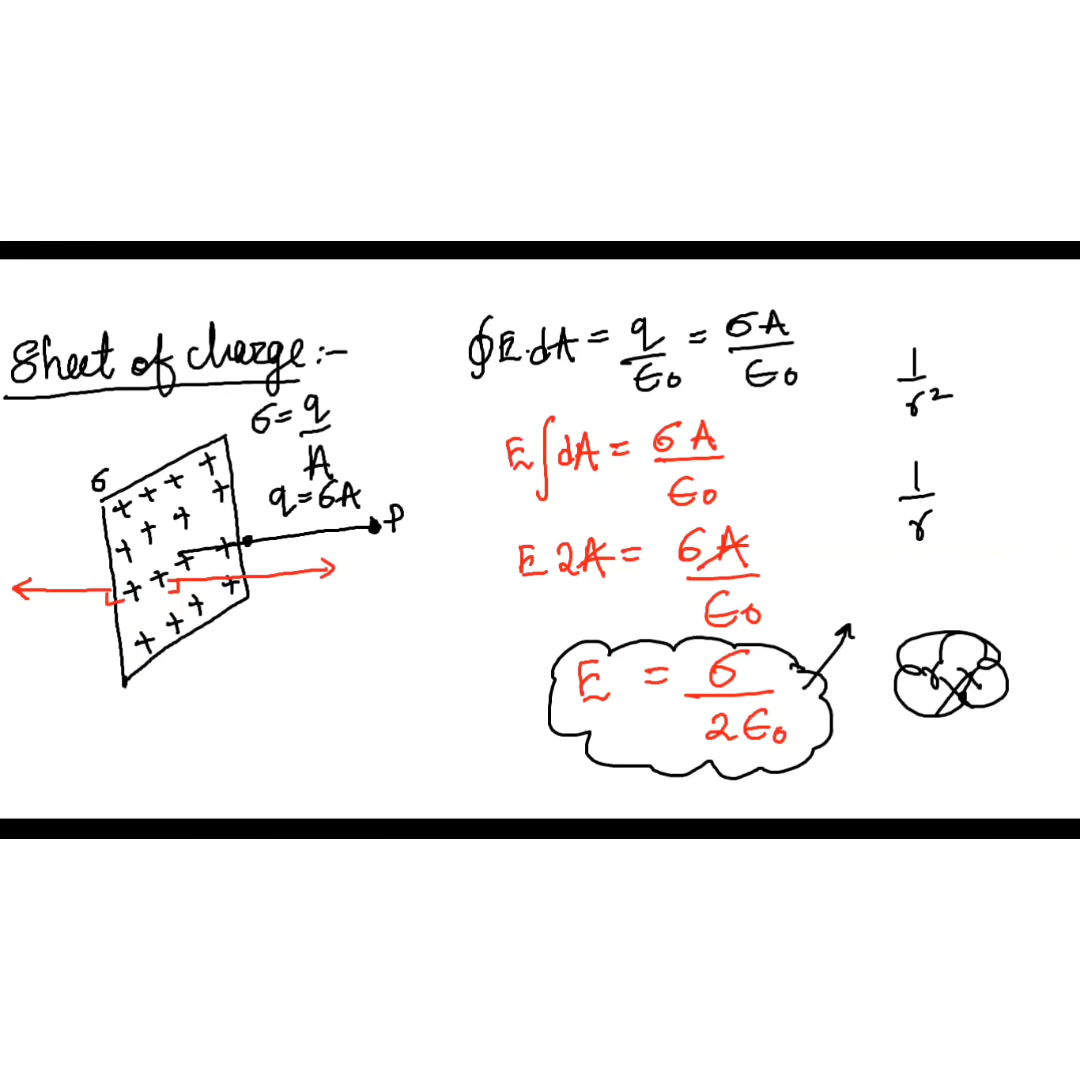 Sheet of charge :-
σ = q/A
σ
q = σA
P
∮E.dA = q/ϵ₀ = σA/ϵ₀
E∫dA = σA/ϵ₀
E 2A = σA/ϵ₀
E = σ/2ϵ₀
1/r²
1/r